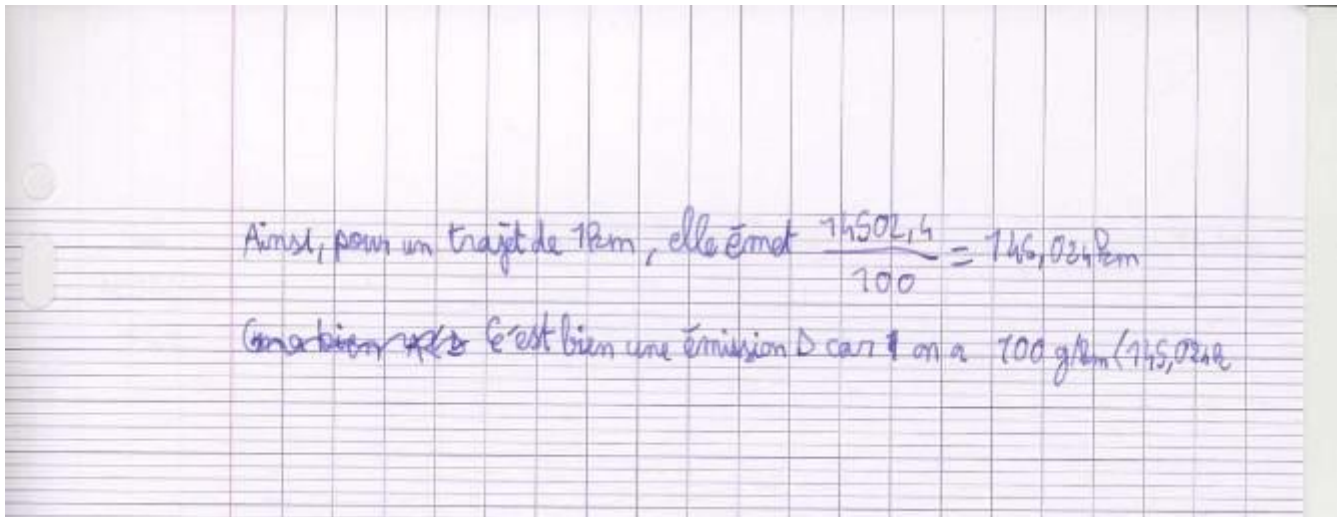 Ainsi, pour un trajet de 1km, elle émet 14502,4 / 100 = 145,024 km
C'est bien une émission D car on a 100 g/km < 145,024